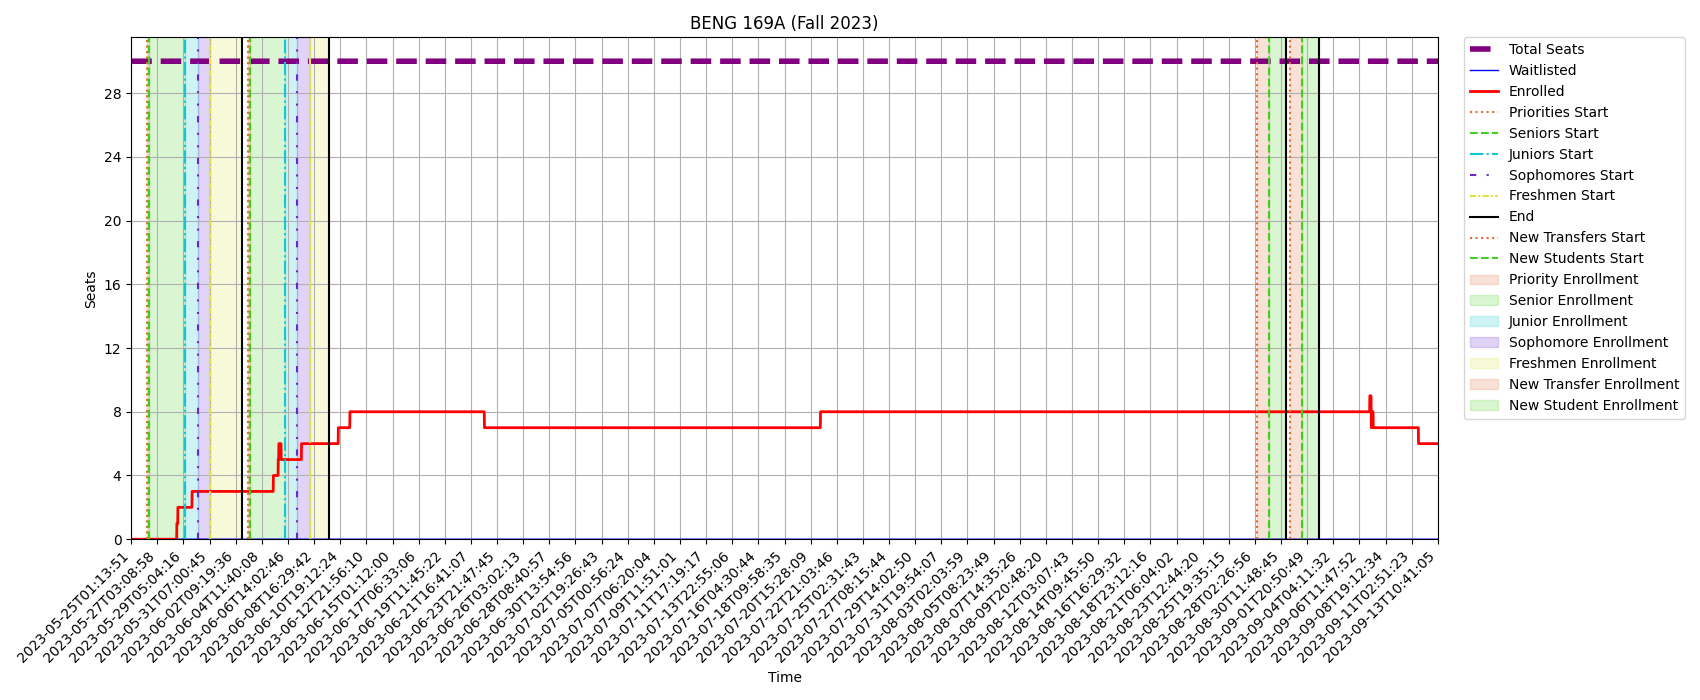 BENG 169A (Fall 2023)
Seats
28
24
20
16
12
8
4
0
2023-05-25T01:13:51
2023-05-27T03:08:58
2023-05-29T05:04:16
2023-05-31T07:00:45
2023-06-02T09:19:36
2023-06-04T11:40:08
2023-06-06T14:02:46
2023-06-08T16:29:42
2023-06-10T19:12:24
2023-06-12T21:56:10
2023-06-15T01:12:00
2023-06-17T06:33:06
2023-06-19T11:45:22
2023-06-21T16:41:07
2023-06-23T21:47:45
2023-06-26T03:02:13
2023-06-28T08:40:57
2023-06-30T13:54:56
2023-07-02T19:26:43
2023-07-05T00:56:24
2023-07-07T06:20:04
2023-07-09T11:51:01
2023-07-11T17:19:17
2023-07-13T22:55:06
2023-07-16T04:30:44
2023-07-18T09:58:35
2023-07-20T15:28:09
2023-07-22T21:03:46
2023-07-25T02:31:43
2023-07-27T08:15:44
2023-07-29T14:02:50
2023-07-31T19:54:07
2023-08-03T02:03:59
2023-08-05T08:23:49
2023-08-07T14:35:26
2023-08-09T20:48:20
2023-08-12T03:07:43
2023-08-14T09:45:50
2023-08-16T16:29:32
2023-08-18T23:12:16
2023-08-21T06:04:02
2023-08-23T12:44:20
2023-08-25T19:35:15
2023-08-28T02:26:56
2023-08-30T11:48:45
2023-09-01T20:50:49
2023-09-04T04:11:32
2023-09-06T11:47:52
2023-09-08T19:12:34
2023-09-11T02:51:23
2023-09-13T10:41:05
Time
Total Seats
Waitlisted
Enrolled
Priorities Start
Seniors Start
Juniors Start
Sophomores Start
Freshmen Start
End
New Transfers Start
New Students Start
Priority Enrollment
Senior Enrollment
Junior Enrollment
Sophomore Enrollment
Freshmen Enrollment
New Transfer Enrollment
New Student Enrollment